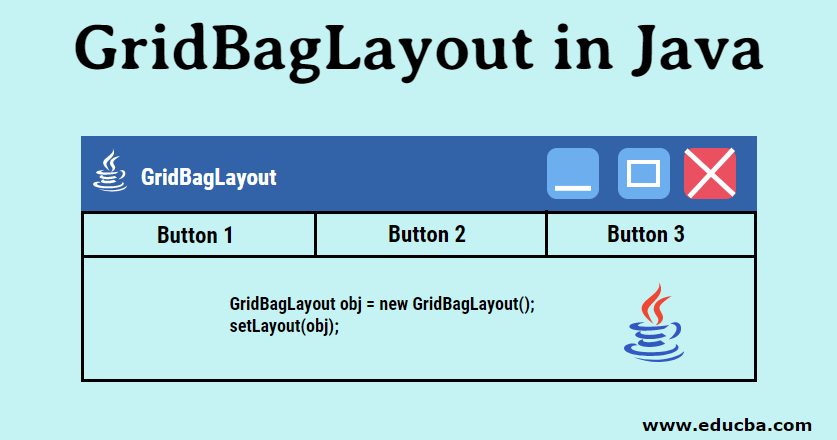 GridBagLayout in Java
GridBagLayout
Button 1 Button 2 Button 3
GridBagLayout obj = new GridBagLayout();
setLayout(obj);
www.educba.com